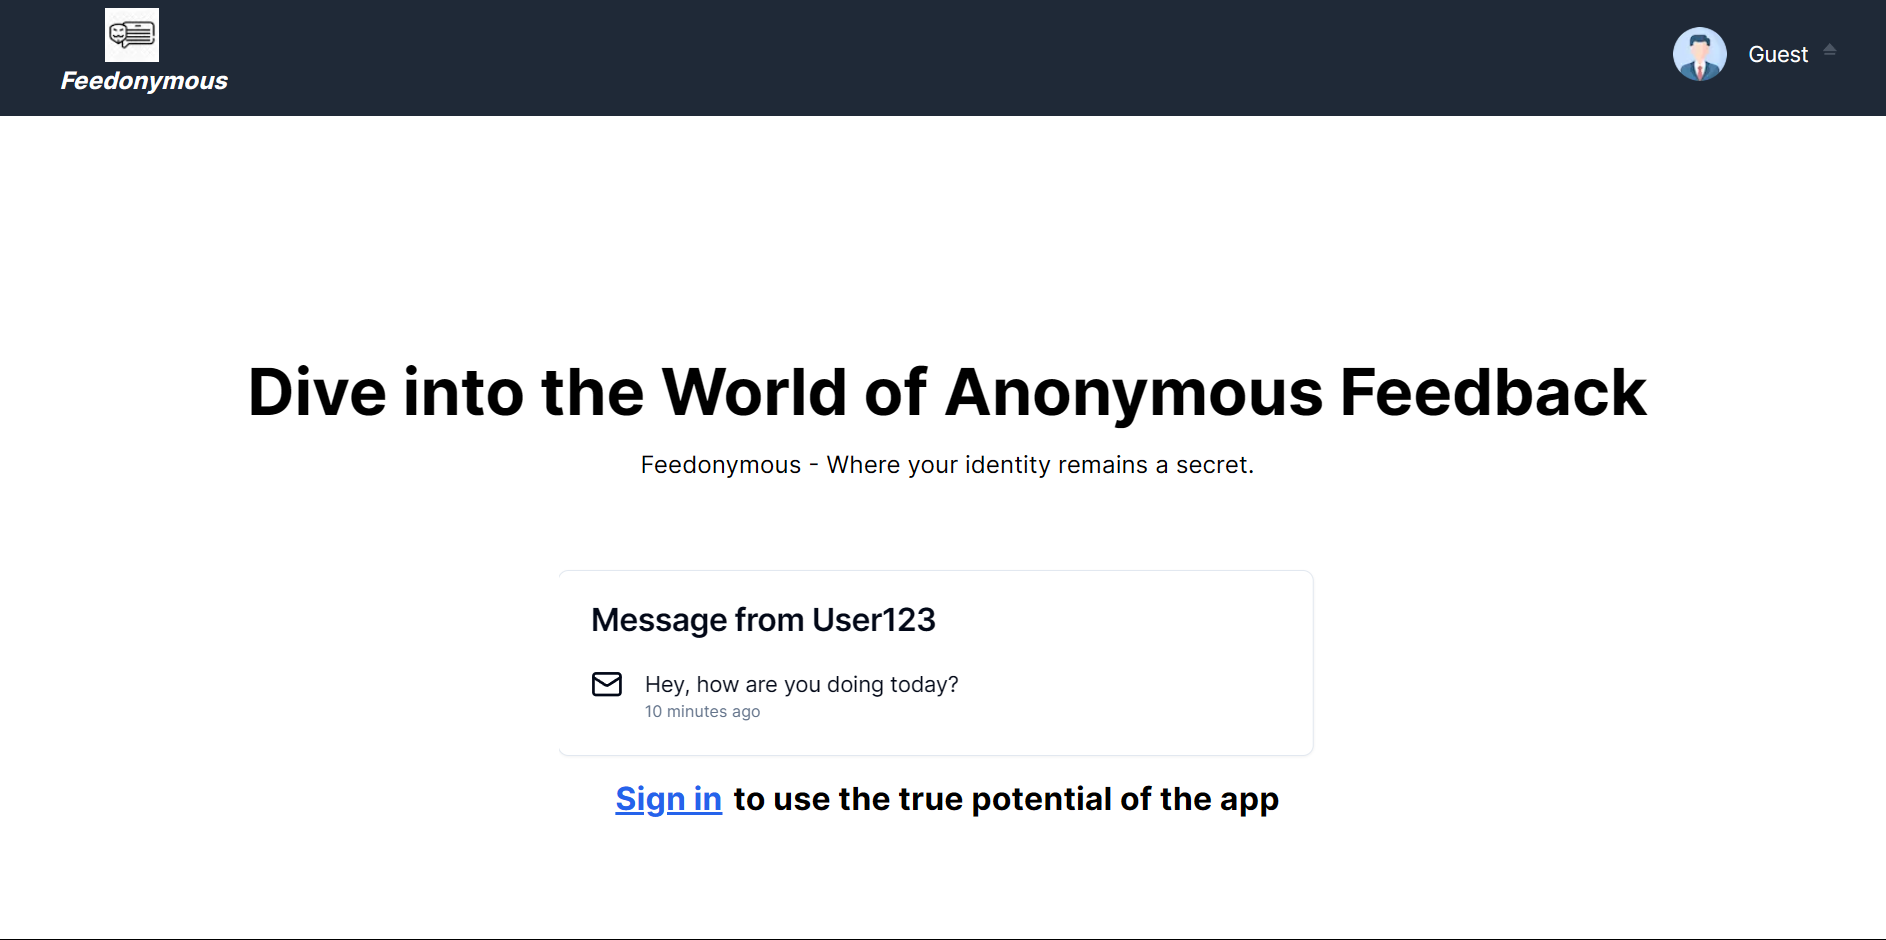 Feedonymous
Guest
Dive into the World of Anonymous Feedback
Feedonymous - Where your identity remains a secret.
Message from User123
Hey, how are you doing today?
10 minutes ago
Sign in to use the true potential of the app